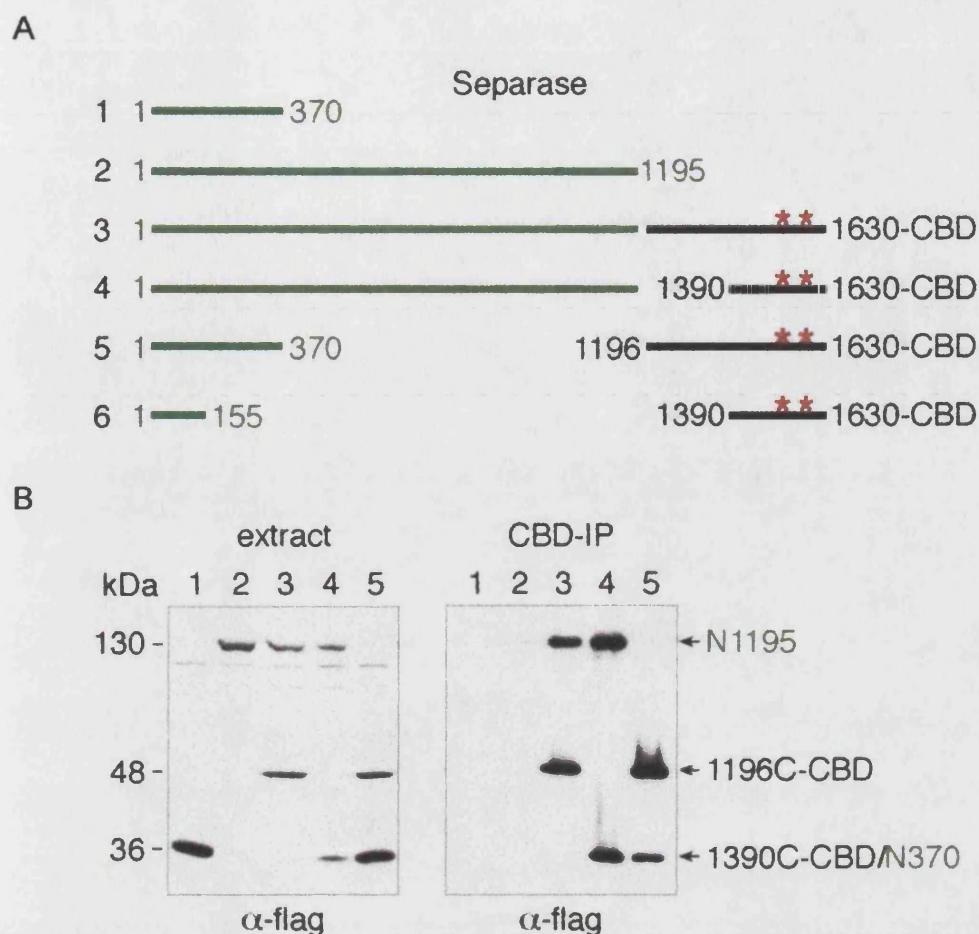 A
Separase
1 1 370
2 1 1195
3 1 ** 1630-CBD
4 1 1390 ** 1630-CBD
5 1 370 1196 ** 1630-CBD
6 1 155 1390 ** 1630-CBD
B
extract CBD-IP
kDa 1 2 3 4 5 1 2 3 4 5
130 - ←N1195
48 - ←1196C-CBD
36 - ←1390C-CBD/N370
α-flag α-flag